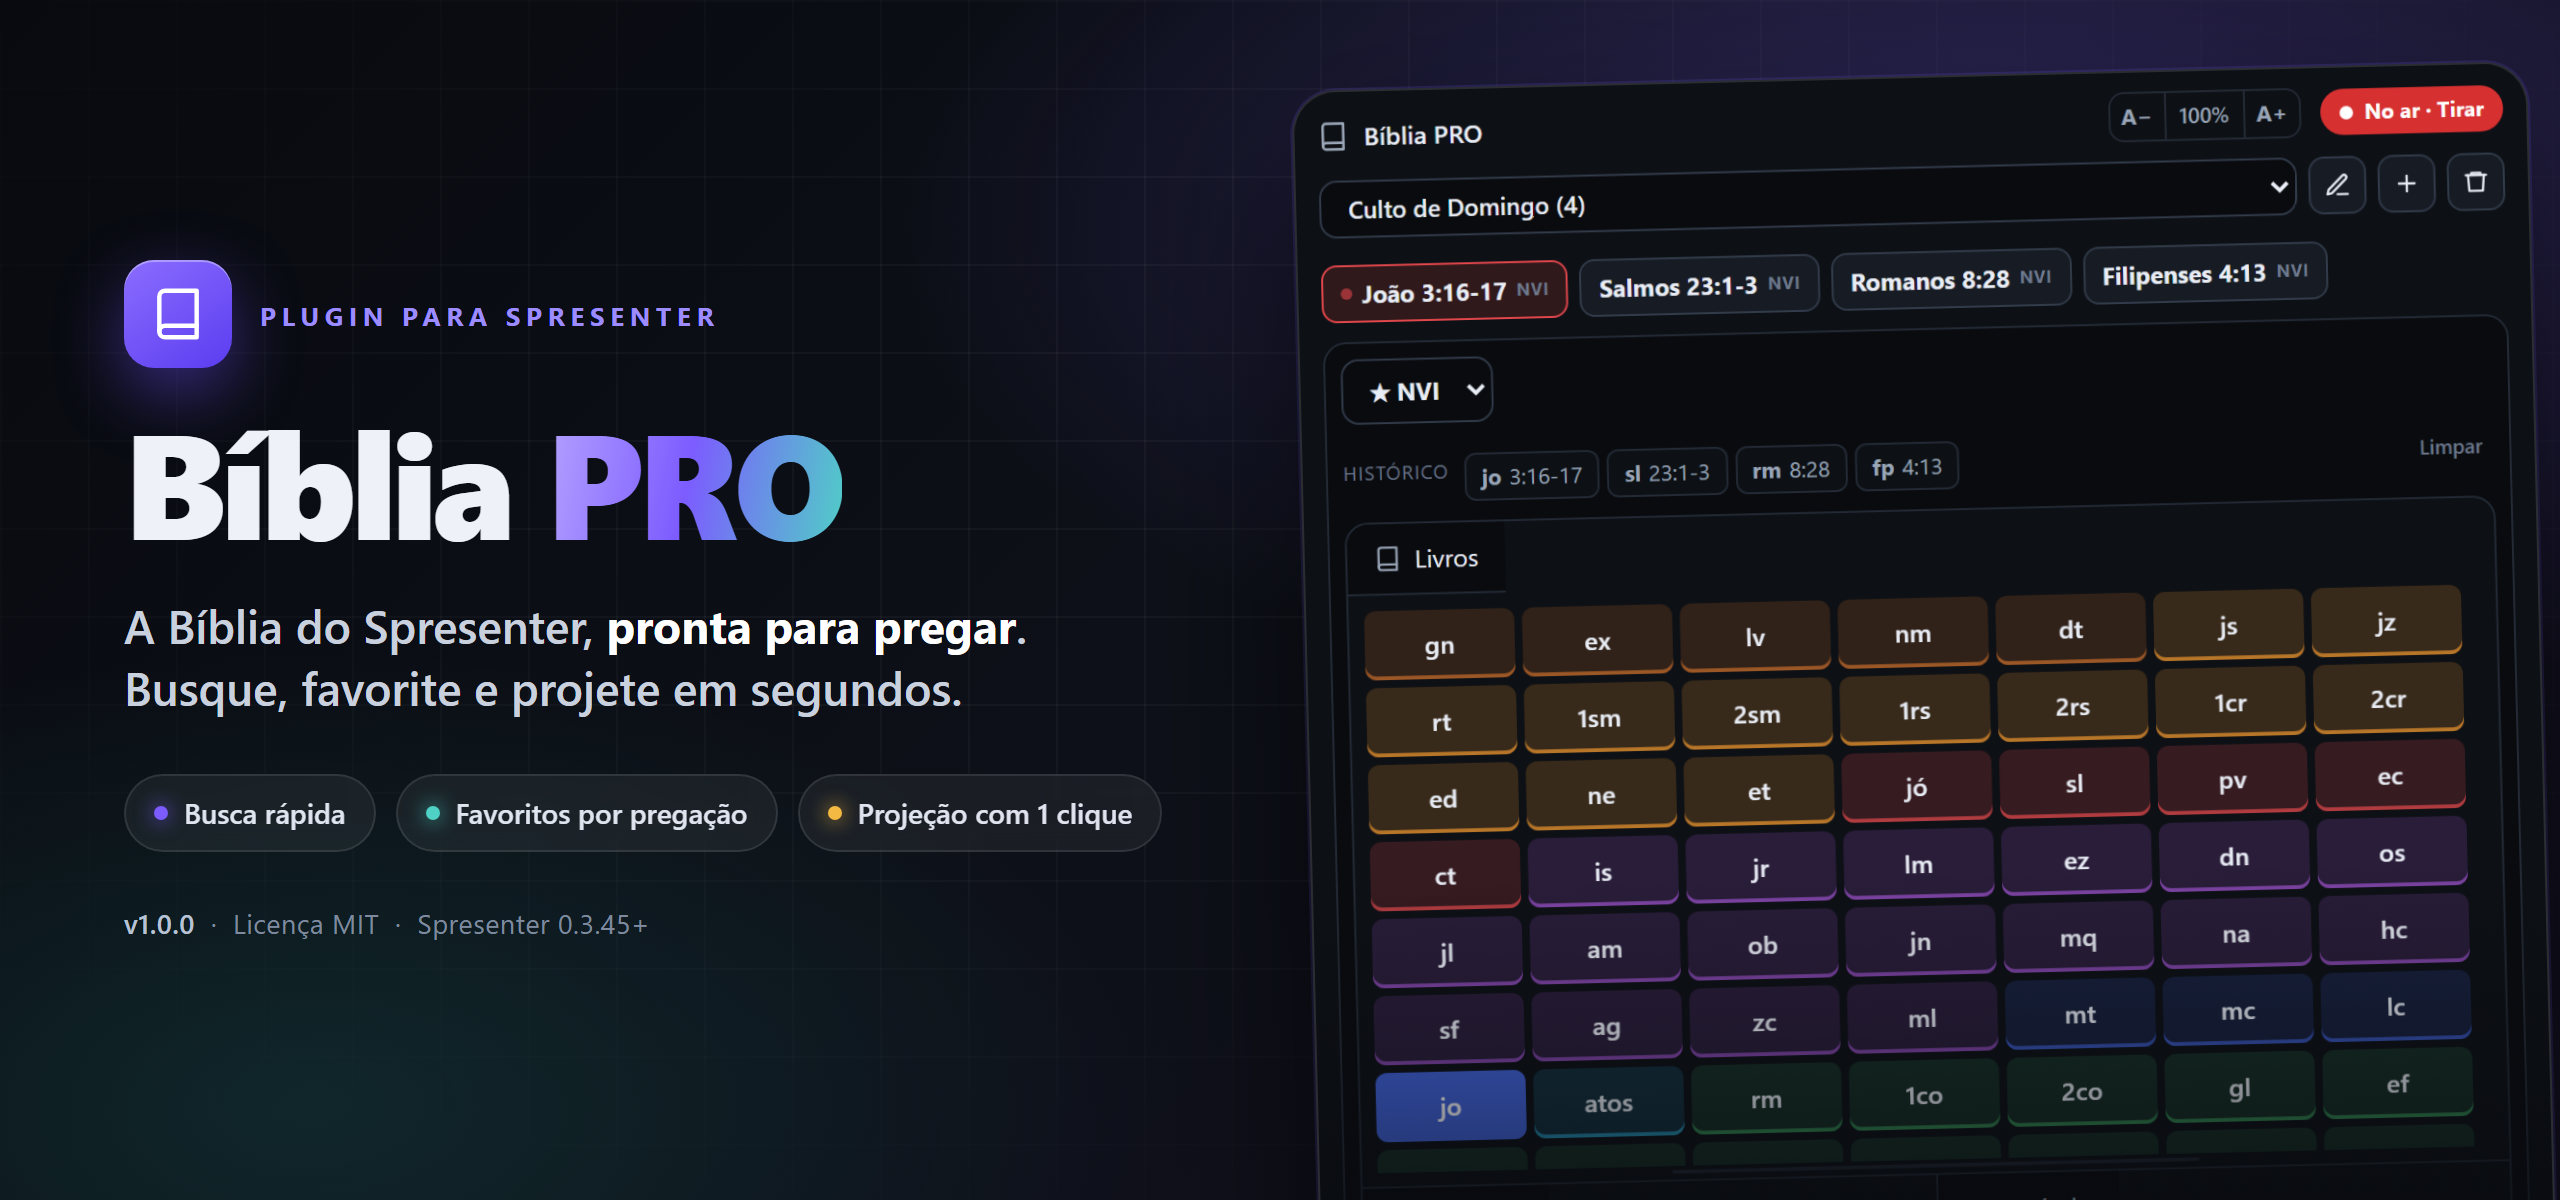 PLUGIN PARA SPRESENTER
Bíblia PRO
A Bíblia do Spresenter, pronta para pregar.
Busque, favorite e projete em segundos.
Busca rápida
Favoritos por pregação
Projeção com 1 clique
v1.0.0 · Licença MIT · Spresenter 0.3.45+
Bíblia PRO
A− 100% A+
No ar · Tirar
Culto de Domingo (4)
João 3:16-17 NVI
Salmos 23:1-3 NVI
Romanos 8:28 NVI
Filipenses 4:13 NVI
★ NVI
HISTÓRICO jo 3:16-17 sl 23:1-3 rm 8:28 fp 4:13 Limpar
Livros
gn ex lv nm dt js jz
rt 1sm 2sm 1rs 2rs 1cr 2cr
ed ne et jó sl pv ec
ct is jr lm ez dn os
jl am ob jn mq na hc
sf ag zc ml mt mc lc
jo atos rm 1co 2co gl ef